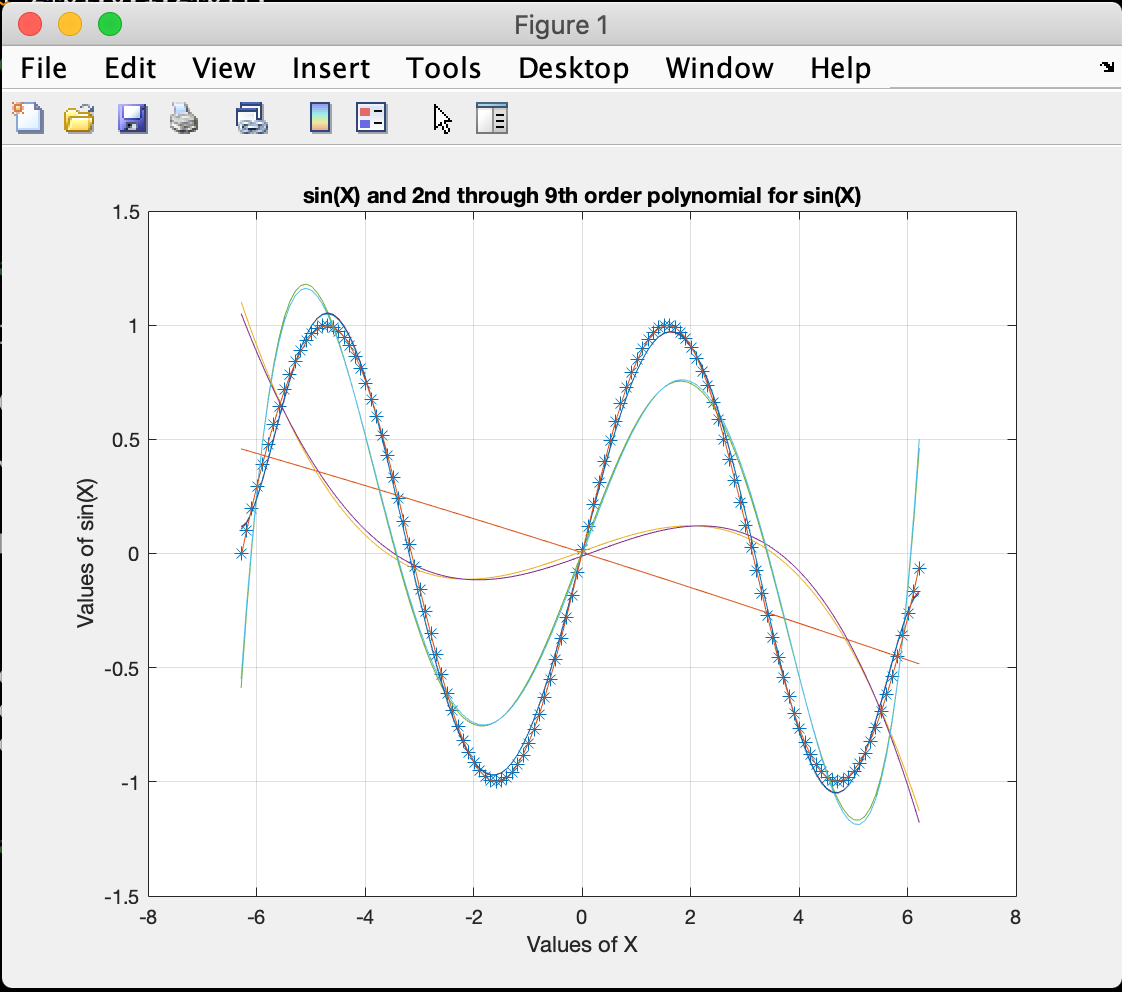 Figure 1
File Edit View Insert Tools Desktop Window Help
sin(X) and 2nd through 9th order polynomial for sin(X)
1.5
1
0.5
0
-0.5
-1
-1.5
Values of sin(X)
-8 -6 -4 -2 0 2 4 6 8
Values of X